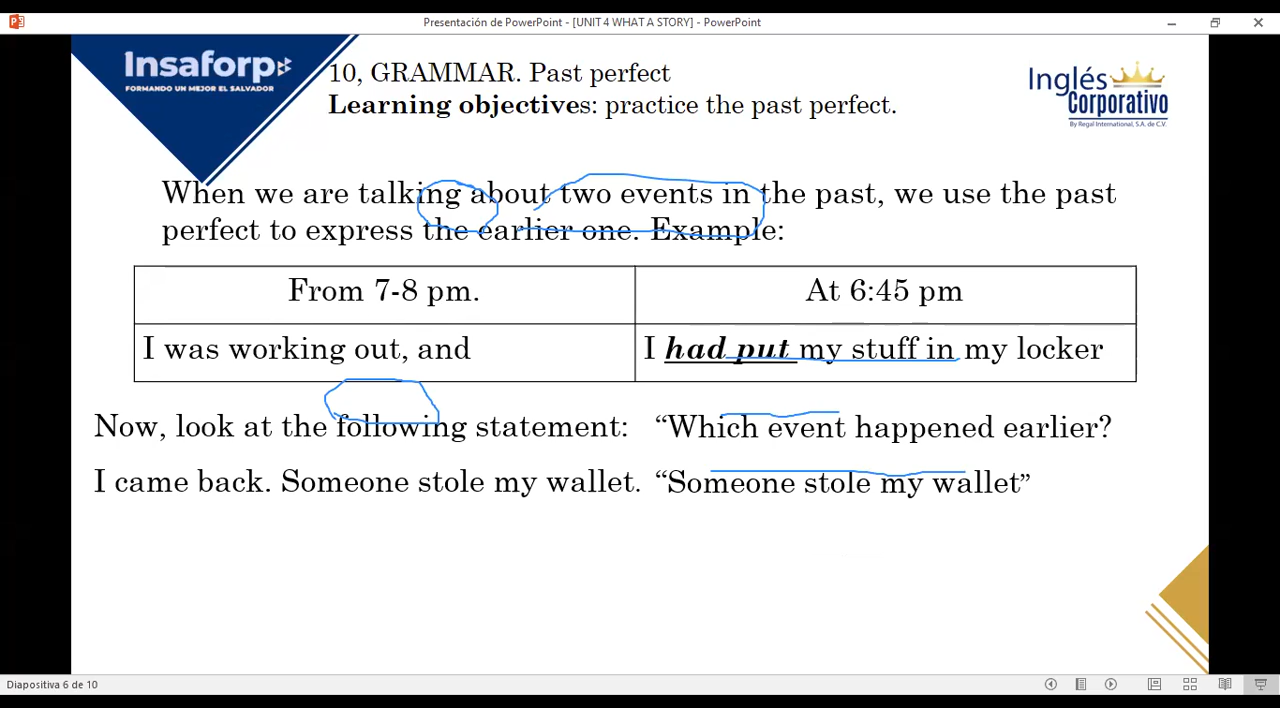 Presentación de PowerPoint - [UNIT 4 WHAT A STORY] - PowerPoint
Insaforp
FORMANDO UN MEJOR EL SALVADOR
10, GRAMMAR. Past perfect
Learning objectives: practice the past perfect.
Inglés
Corporativo
By Regal International, S.A. de C.V.
When we are talking about two events in the past, we use the past
perfect to express the earlier one. Example:
From 7-8 pm.
At 6:45 pm
I was working out, and
I had put my stuff in my locker
Now, look at the following statement: “Which event happened earlier?
I came back. Someone stole my wallet. “Someone stole my wallet”
Diapositiva 6 de 10